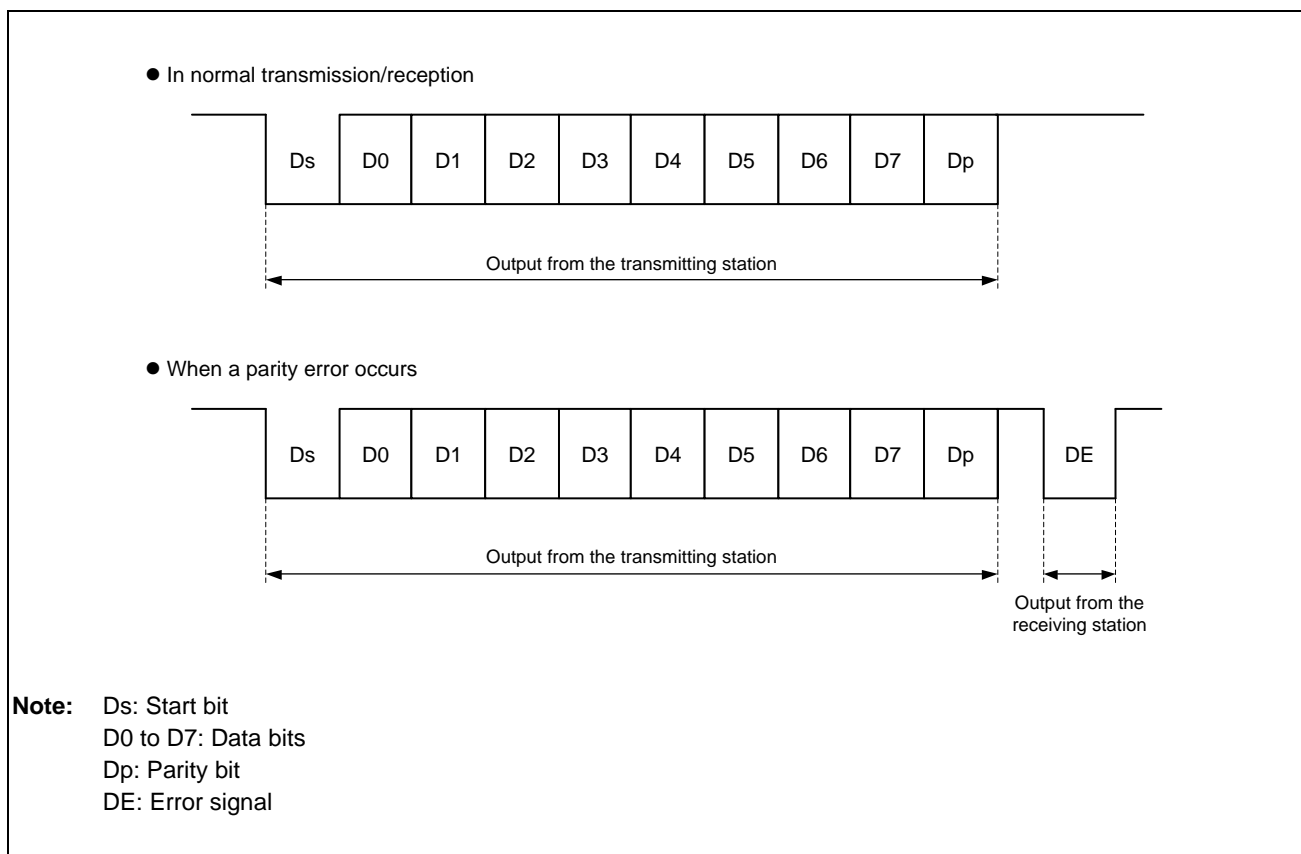 ● In normal transmission/reception
Ds D0 D1 D2 D3 D4 D5 D6 D7 Dp
Output from the transmitting station
● When a parity error occurs
Ds D0 D1 D2 D3 D4 D5 D6 D7 Dp DE
Output from the transmitting station
Output from the
receiving station
Note: Ds: Start bit
D0 to D7: Data bits
Dp: Parity bit
DE: Error signal